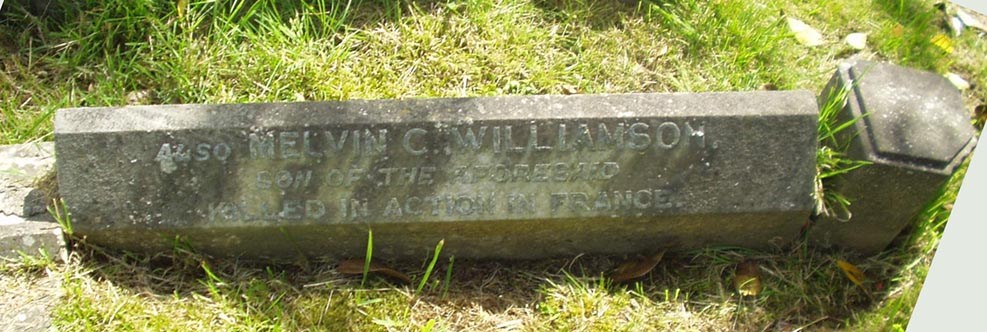 ALSO MELVIN C. WILLIAMSON.
SON OF THE AFORESAID
KILLED IN ACTION IN FRANCE.